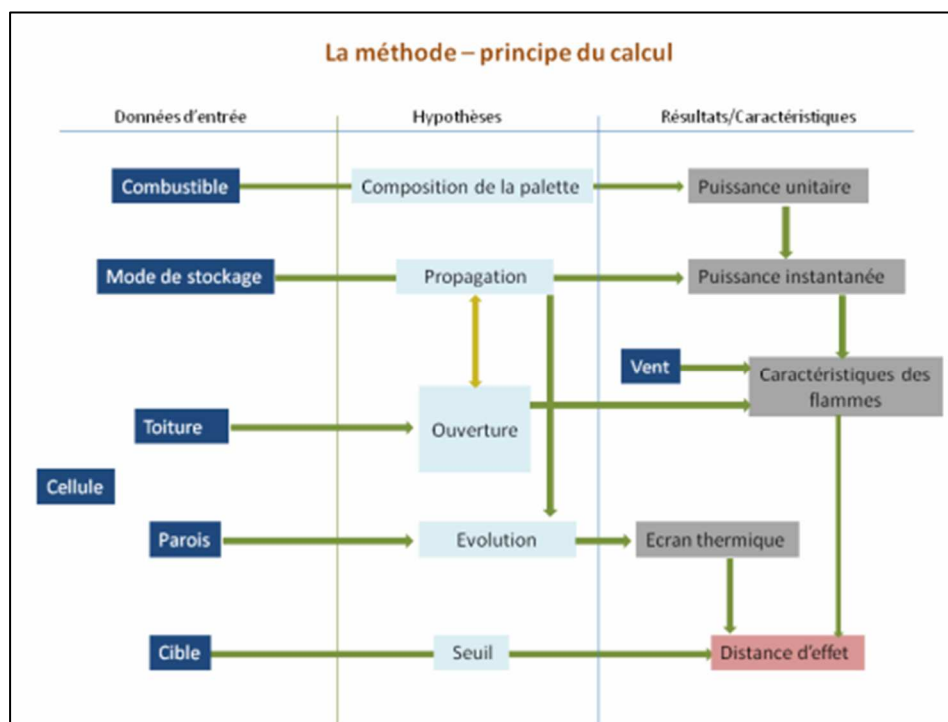 La méthode – principe du calcul
Données d'entrée
Hypothèses
Résultats/Caractéristiques
Combustible
Composition de la palette
Puissance unitaire
Mode de stockage
Propagation
Puissance instantanée
Vent
Caractéristiques des
flammes
Toiture
Ouverture
Cellule
Parois
Evolution
Ecran thermique
Cible
Seuil
Distance d'effet